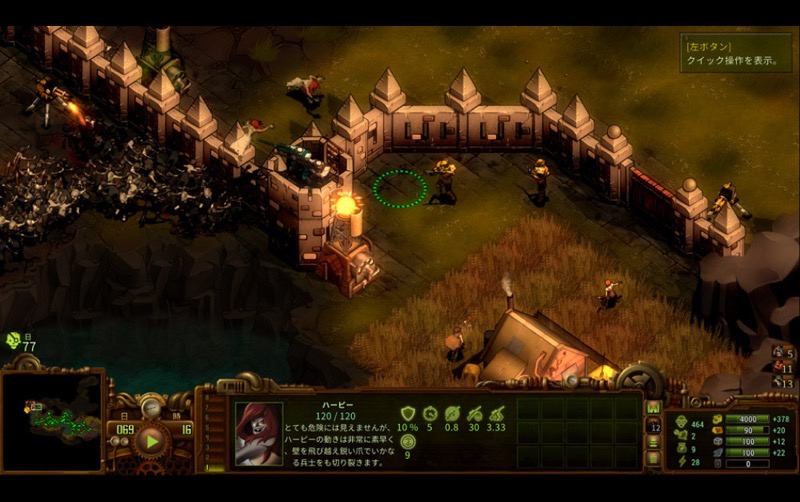 [左ボタン]
クイック操作を表示。
日
77
日
時
069
16
ハーピー
120 / 120
とても危険には見えませんが、
ハーピーの動きは非常に素早く
、壁を飛び越え鋭い爪でいかな
る兵士をも切り裂きます。
10 %
5
0.8
30
3.33
9
5
11
13
12
464
2
9
28
4000
+378
90
+20
100
+12
100
+22
0